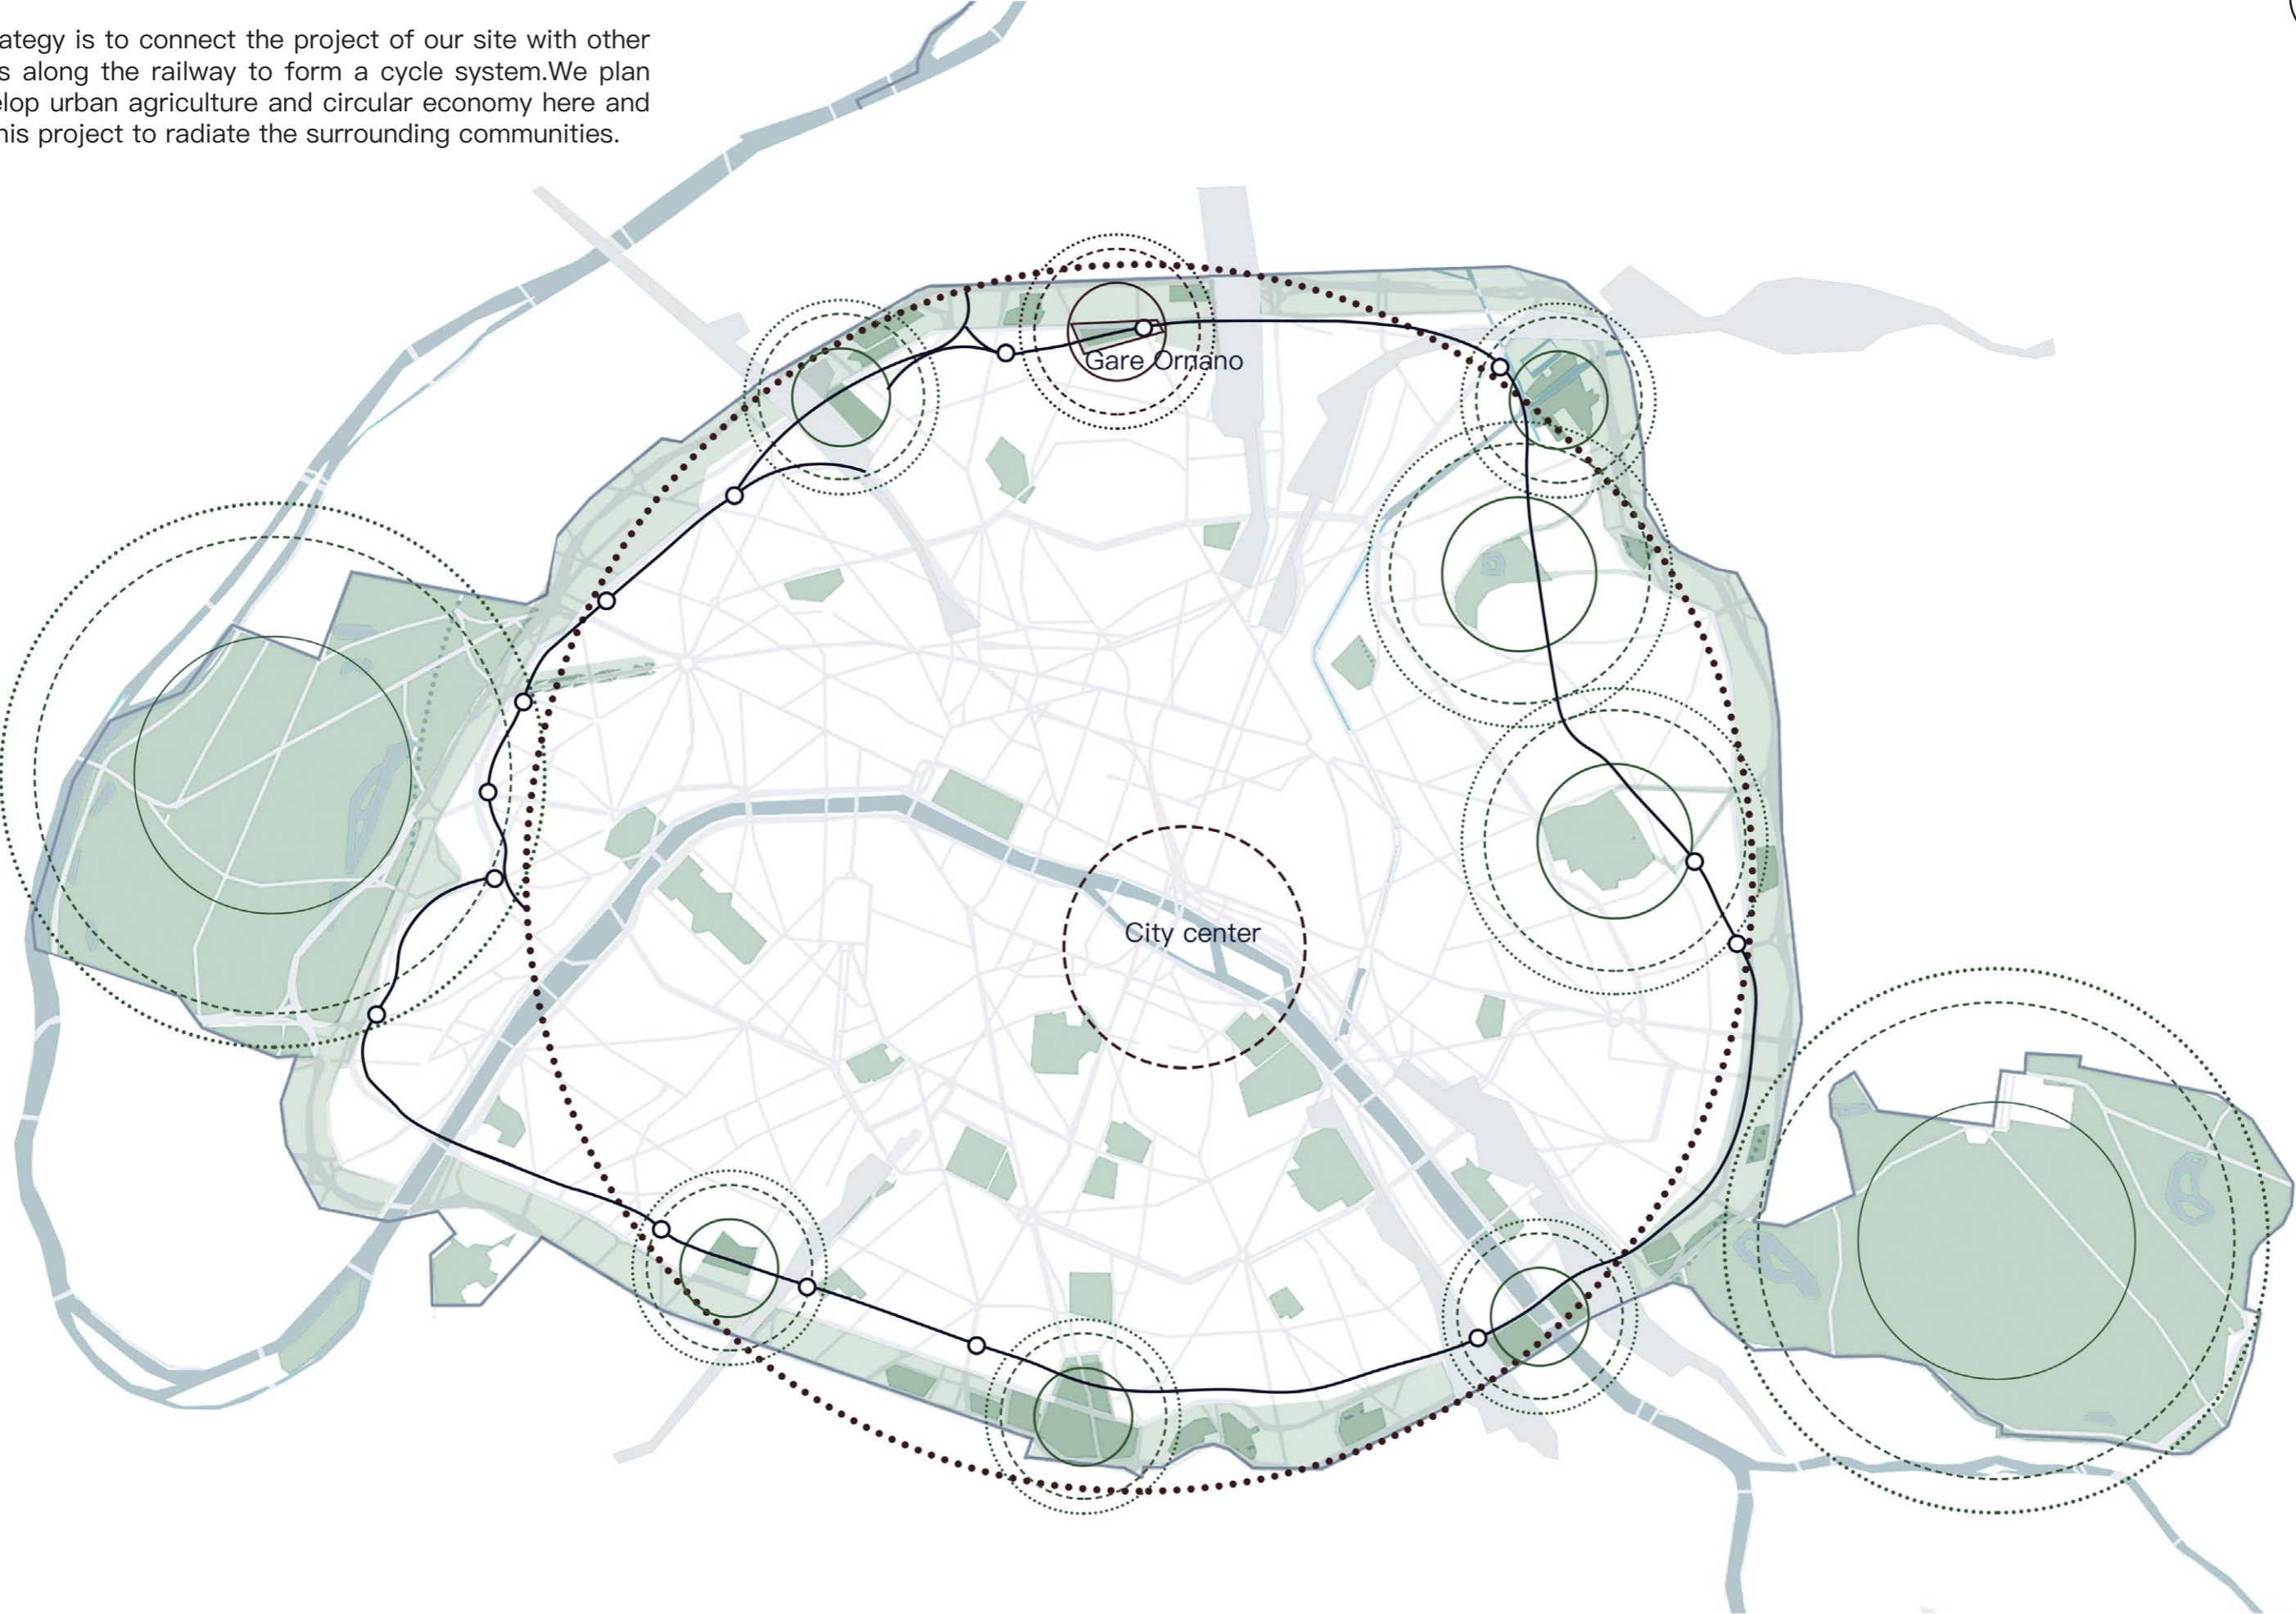 ategy is to connect the project of our site with other
s along the railway to form a cycle system.We plan
elop urban agriculture and circular economy here and
his project to radiate the surrounding communities.
Gare Ornano
City center